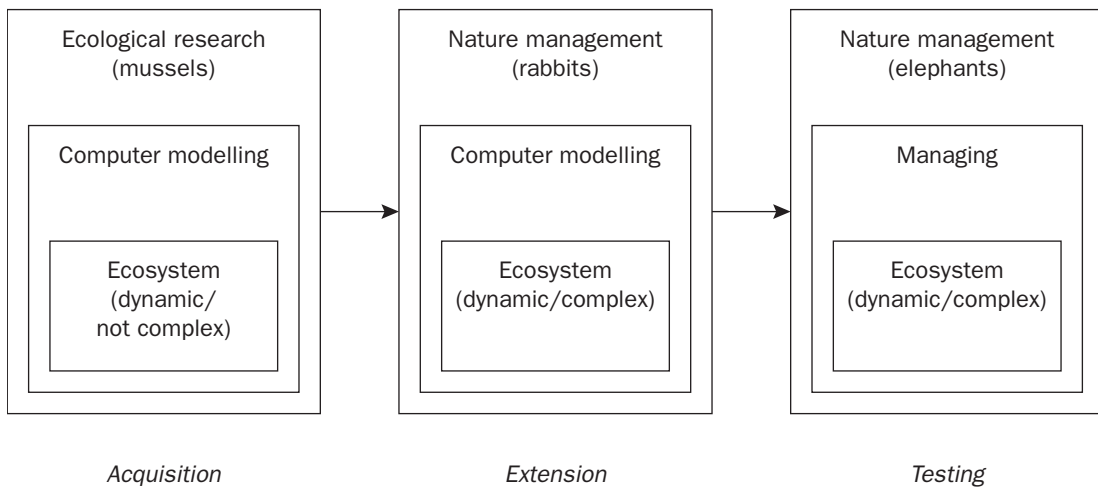 Ecological research
(mussels)
Computer modelling
Ecosystem
(dynamic/
not complex)
Acquisition
Nature management
(rabbits)
Computer modelling
Ecosystem
(dynamic/complex)
Extension
Nature management
(elephants)
Managing
Ecosystem
(dynamic/complex)
Testing